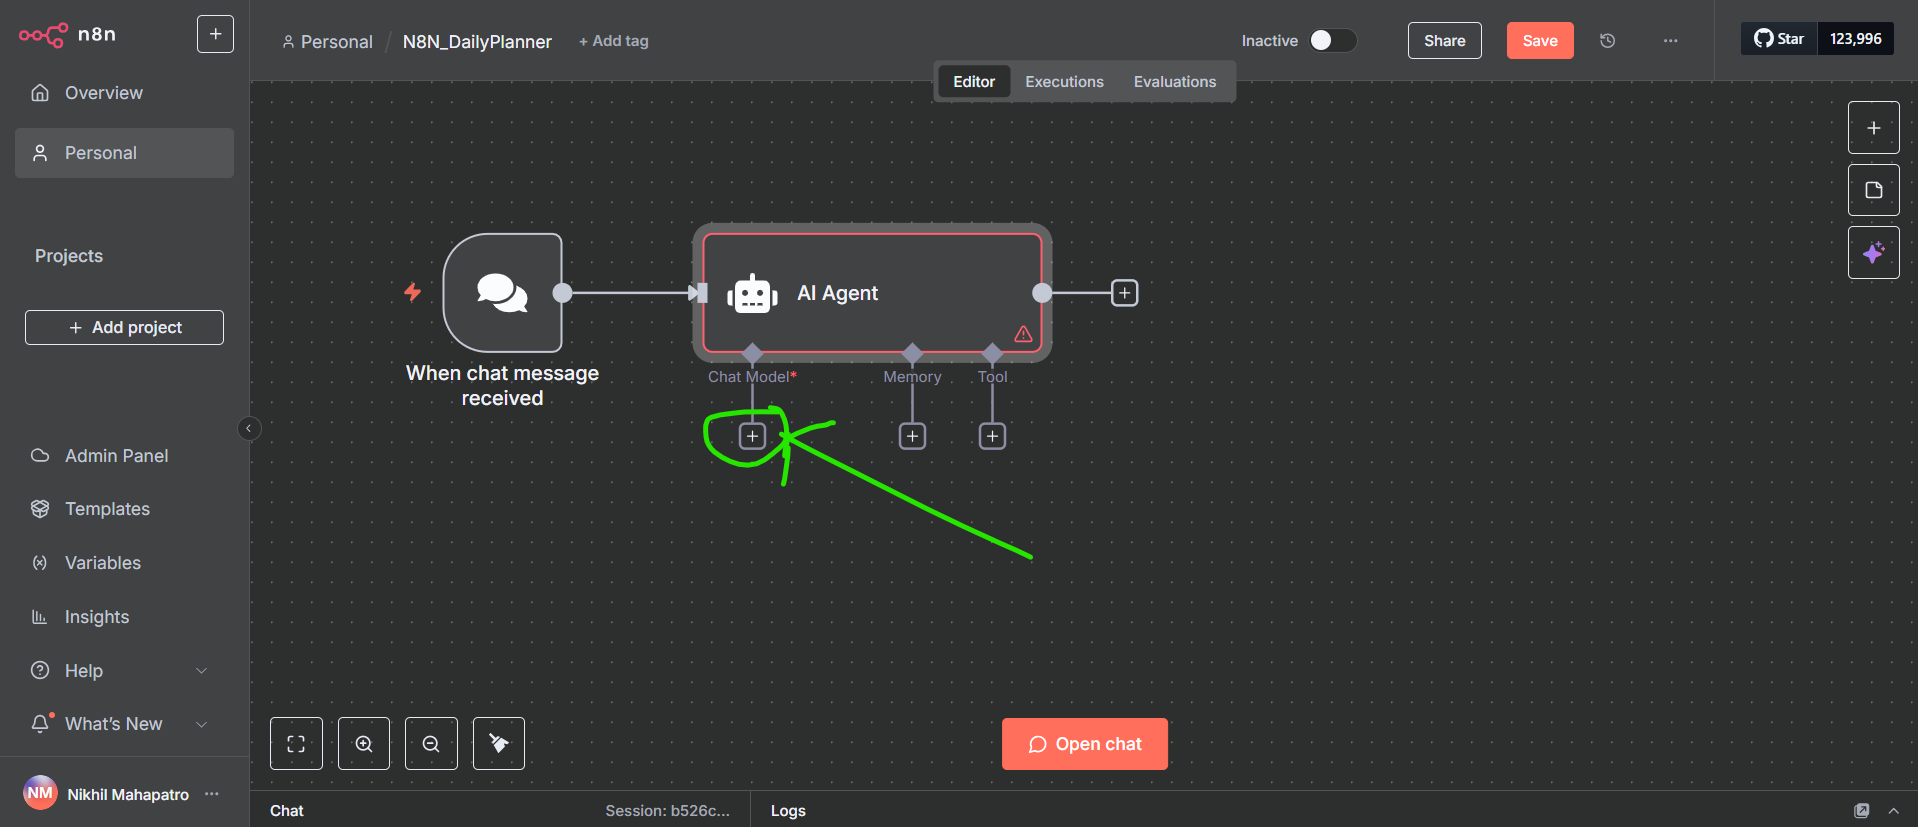 n8n
Personal / N8N_DailyPlanner + Add tag
Inactive
Share
Save
Star 123,996
Editor Executions Evaluations
Overview
Personal
Projects
+ Add project
Admin Panel
Templates
Variables
Insights
Help
What's New
NM Nikhil Mahapatro
AI Agent
When chat message
received
Chat Model*
Memory
Tool
Open chat
Chat
Session: b526c...
Logs